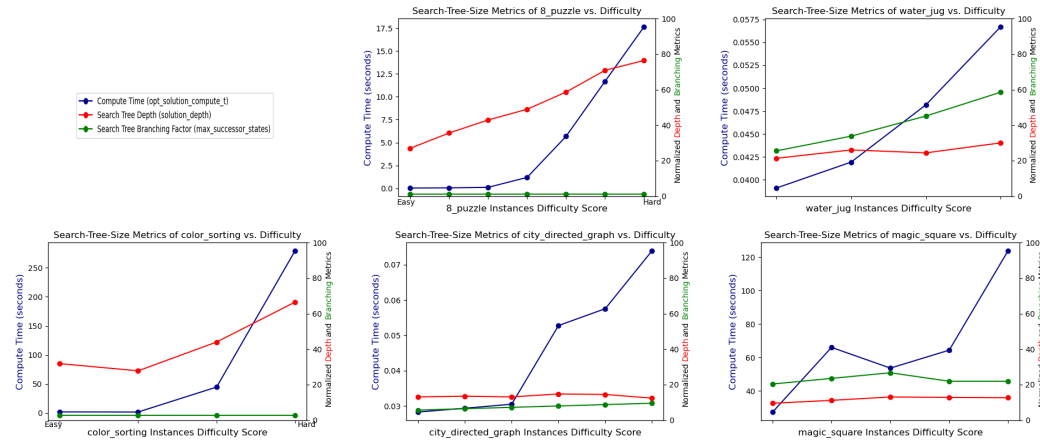 Compute Time (opt_solution_compute_t)
Search Tree Depth (solution_depth)
Search Tree Branching Factor (max_successor_states)
Search-Tree-Size Metrics of 8_puzzle vs. Difficulty
Compute Time (seconds)
17.5
15.0
12.5
10.0
7.5
5.0
2.5
0.0
100
80
60
40
20
0
Normalized Depth and Branching Metrics
Easy
Hard
8_puzzle Instances Difficulty Score
Search-Tree-Size Metrics of water_jug vs. Difficulty
Compute Time (seconds)
0.0575
0.0550
0.0525
0.0500
0.0475
0.0450
0.0425
0.0400
100
80
60
40
20
0
Normalized Depth and Branching Metrics
water_jug Instances Difficulty Score
Search-Tree-Size Metrics of color_sorting vs. Difficulty
Compute Time (seconds)
250
200
150
100
50
0
100
80
60
40
20
0
Normalized Depth and Branching Metrics
Easy
Hard
color_sorting Instances Difficulty Score
Search-Tree-Size Metrics of city_directed_graph vs. Difficulty
Compute Time (seconds)
0.07
0.06
0.05
0.04
0.03
100
80
60
40
20
0
Normalized Depth and Branching Metrics
city_directed_graph Instances Difficulty Score
Search-Tree-Size Metrics of magic_square vs. Difficulty
Compute Time (seconds)
120
100
80
60
40
100
80
60
40
20
0
Normalized Depth and Branching Metrics
magic_square Instances Difficulty Score